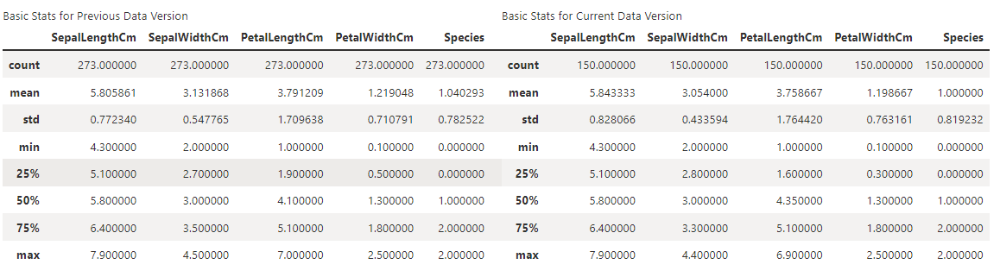 Basic Stats for Previous Data Version Basic Stats for Current Data Version
SepalLengthCm SepalWidthCm PetalLengthCm PetalWidthCm Species SepalLengthCm SepalWidthCm PetalLengthCm PetalWidthCm Species
count 273.000000 273.000000 273.000000 273.000000 273.000000 count 150.000000 150.000000 150.000000 150.000000 150.000000
mean 5.805861 3.131868 3.791209 1.219048 1.040293 mean 5.843333 3.054000 3.758667 1.198667 1.000000
std 0.772340 0.547765 1.709638 0.710791 0.782522 std 0.828066 0.433594 1.764420 0.763161 0.819232
min 4.300000 2.000000 1.000000 0.100000 0.000000 min 4.300000 2.000000 1.000000 0.100000 0.000000
25% 5.100000 2.700000 1.900000 0.500000 0.000000 25% 5.100000 2.800000 1.600000 0.300000 0.000000
50% 5.800000 3.000000 4.100000 1.300000 1.000000 50% 5.800000 3.000000 4.350000 1.300000 1.000000
75% 6.400000 3.500000 5.100000 1.800000 2.000000 75% 6.400000 3.300000 5.100000 1.800000 2.000000
max 7.900000 4.500000 7.000000 2.500000 2.000000 max 7.900000 4.400000 6.900000 2.500000 2.000000